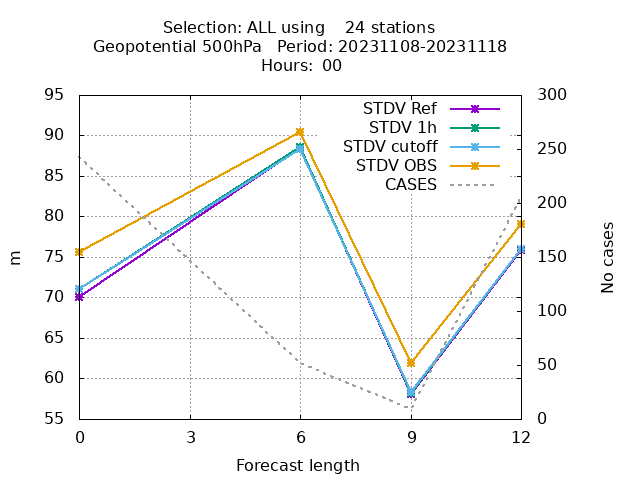 Selection: ALL using    24 stations
Geopotential 500hPa   Period: 20231108-20231118
Hours: 00
STDV Ref
STDV 1h
STDV cutoff
STDV OBS
CASES
95
90
85
80
75
70
65
60
55
m
300
250
200
150
100
50
0
No cases
0 3 6 9 12
Forecast length